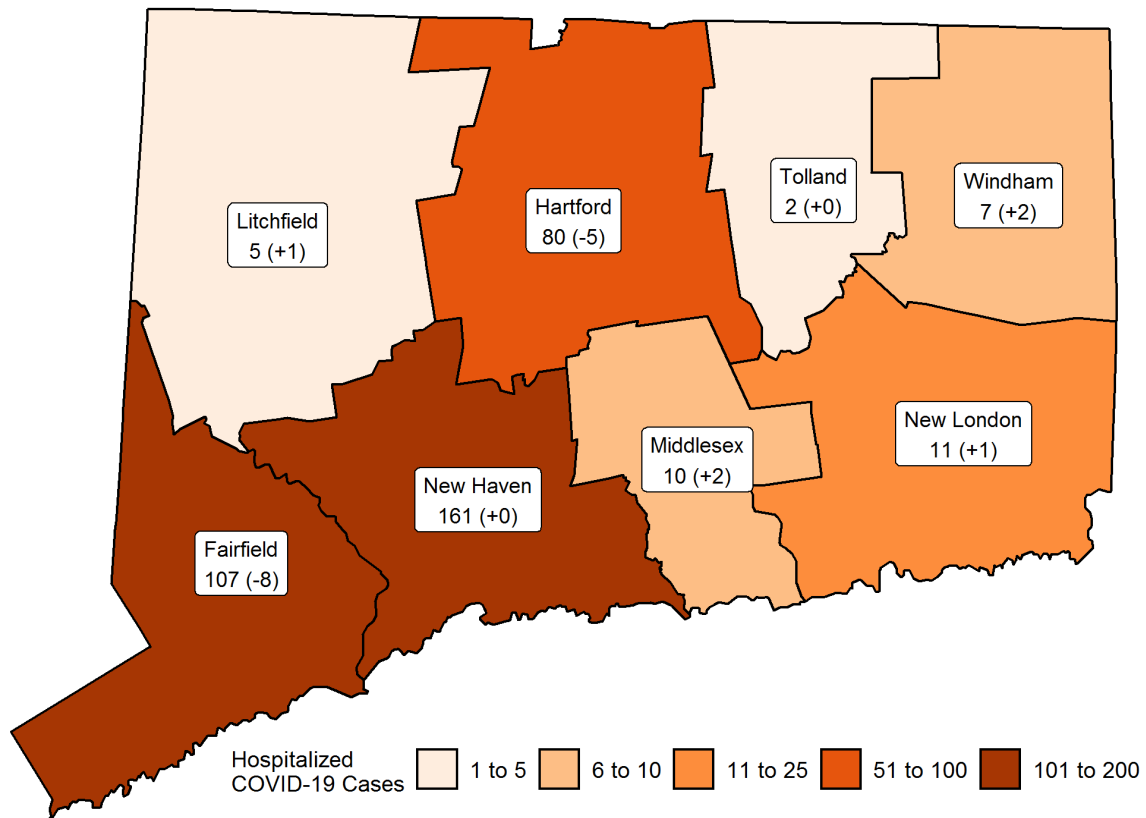 Litchfield
5 (+1)
Hartford
80 (-5)
Tolland
2 (+0)
Windham
7 (+2)
Fairfield
107 (-8)
New Haven
161 (+0)
Middlesex
10 (+2)
New London
11 (+1)
Hospitalized
COVID-19 Cases
1 to 5
6 to 10
11 to 25
51 to 100
101 to 200